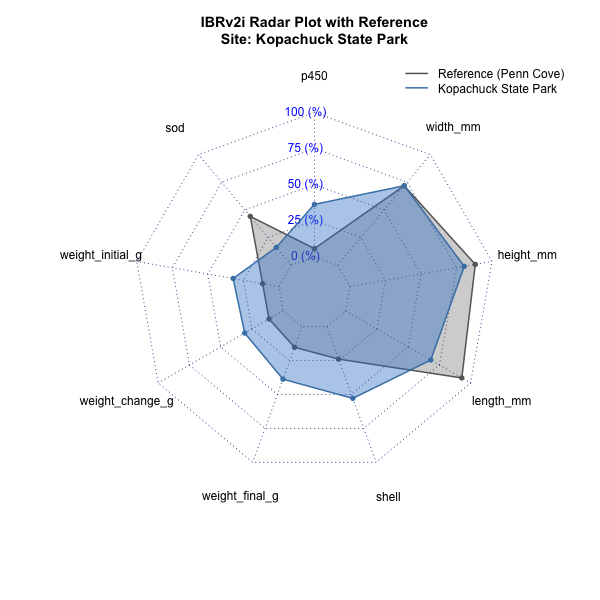 IBRv2i Radar Plot with Reference
Site: Kopachuck State Park
Reference (Penn Cove)
Kopachuck State Park
p450
sod
width_mm
100 (%)
75 (%)
50 (%)
25 (%)
0 (%)
weight_initial_g
height_mm
weight_change_g
length_mm
weight_final_g
shell